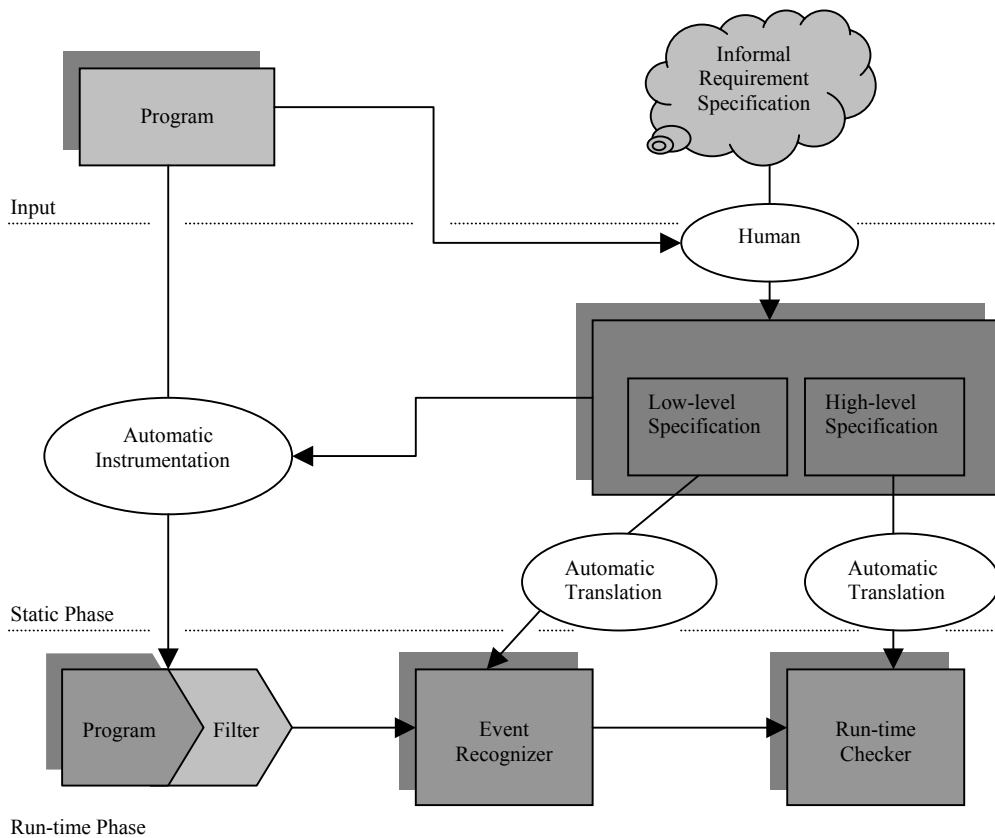 Informal
Requirement
Specification
Program
Input
Human
Low-level
Specification
High-level
Specification
Automatic
Instrumentation
Automatic
Translation
Automatic
Translation
Static Phase
Program
Filter
Event
Recognizer
Run-time
Checker
Run-time Phase